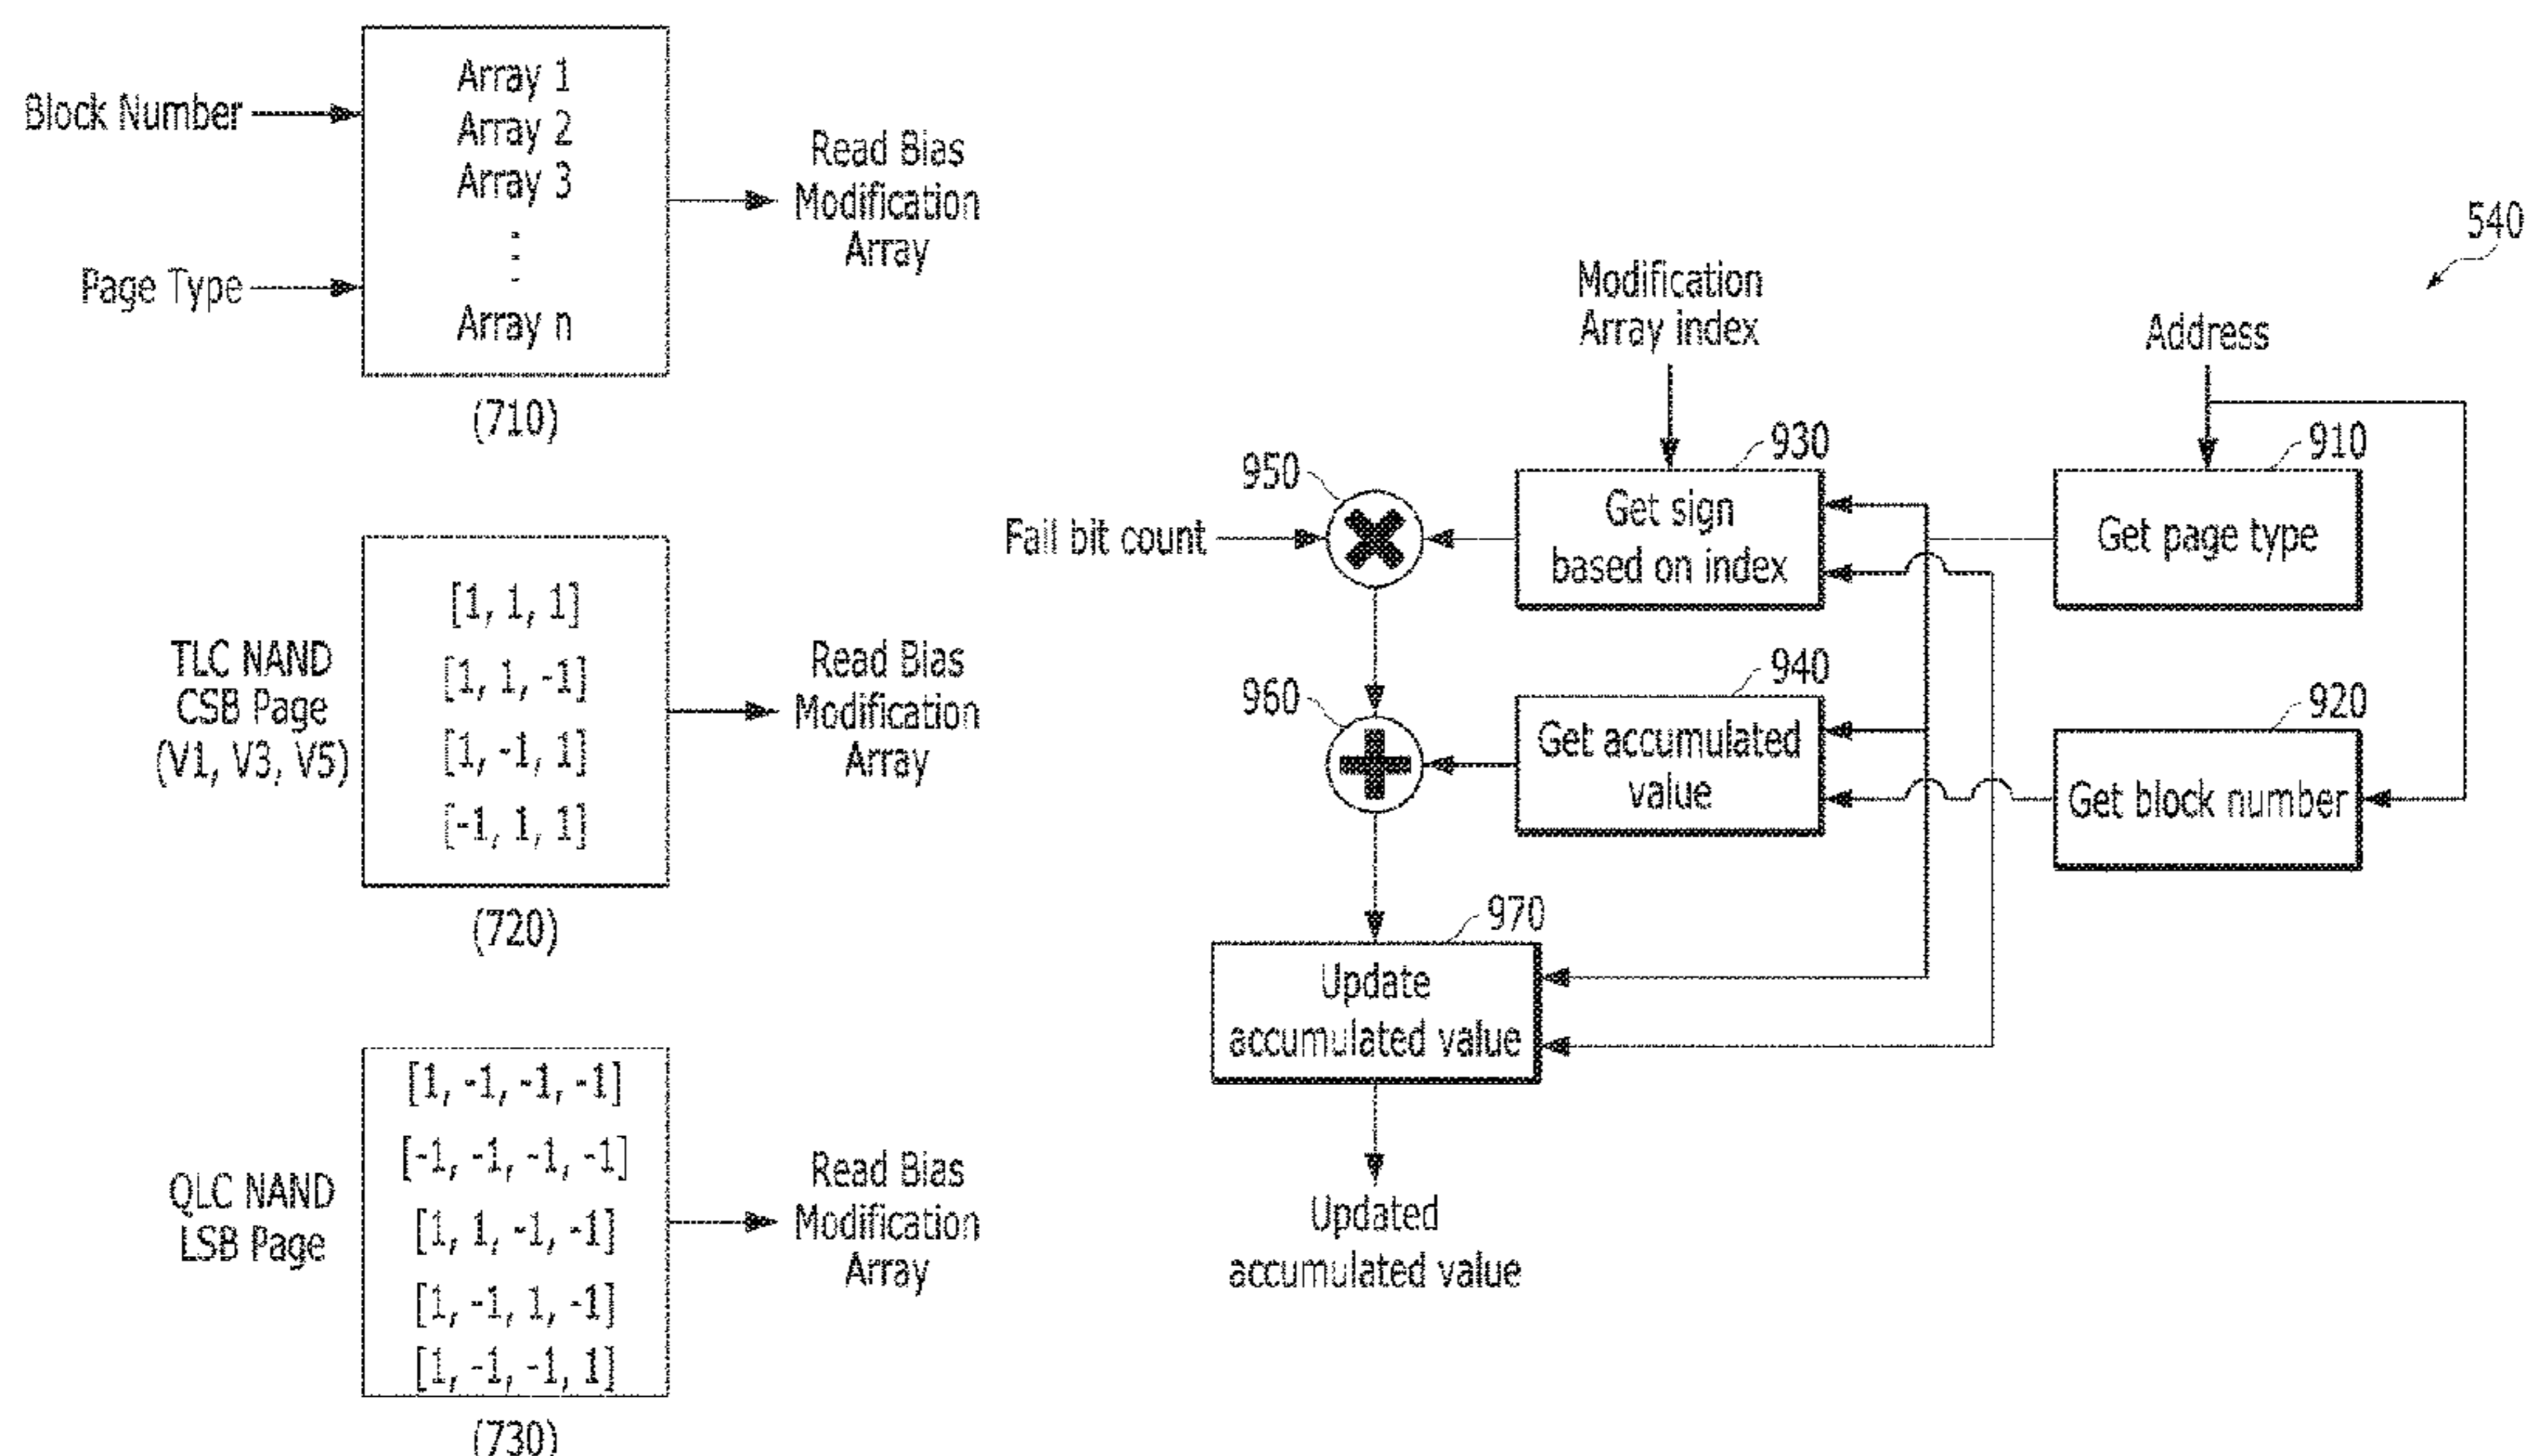 Block Number
Page Type
Array 1
Array 2
Array 3
Array n
Read Bias
Modification
Array
(710)
TLC NAND
CSB Page
(V1, V3, V5)
[1, 1, 1]
[1, 1, -1]
[1, -1, 1]
[-1, 1, 1]
Read Bias
Modification
Array
(720)
QLC NAND
LSB Page
[1, -1, -1, -1]
[-1, -1, -1, -1]
[1, 1, -1, -1]
[1, -1, 1, -1]
[1, -1, -1, 1]
Read Bias
Modification
Array
(730)
540
Modification
Array index
Address
950
930
910
Fail bit count
Get sign
based on index
Get page type
960
940
920
Get accumulated
value
Get block number
970
Update
accumulated value
Updated
accumulated value